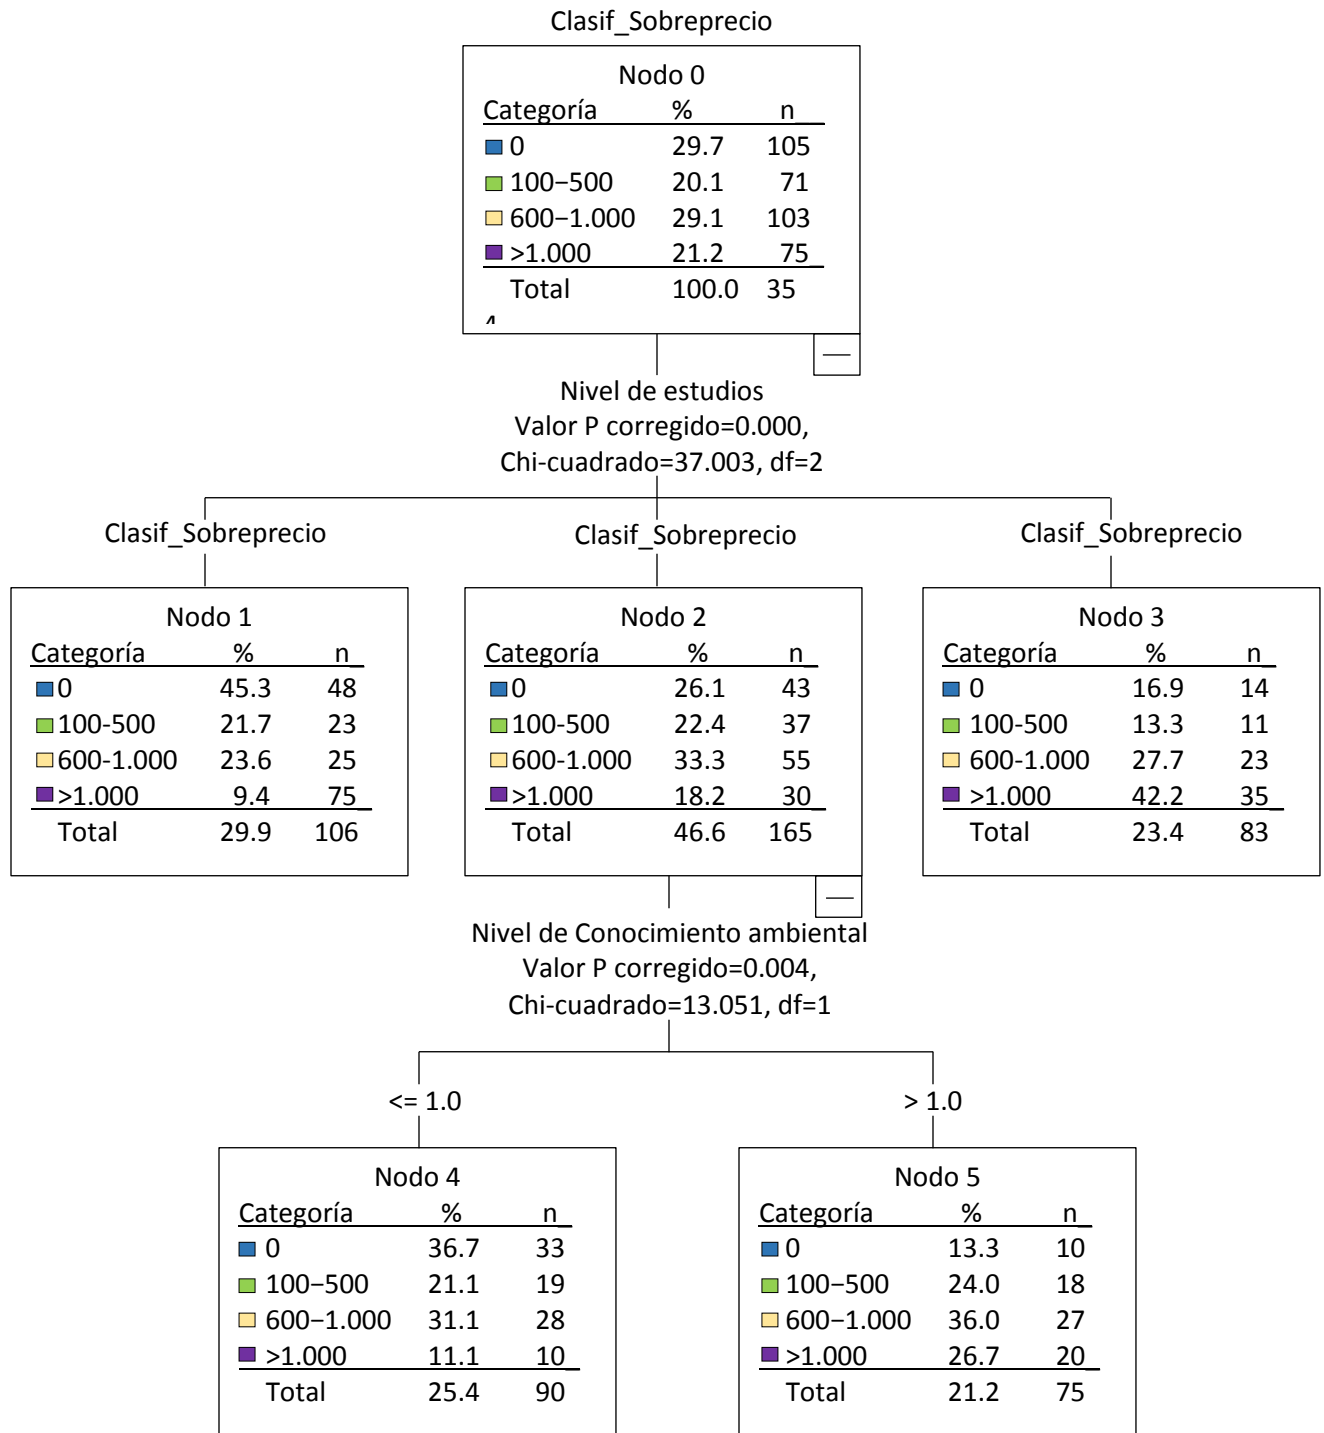 Clasif_Sobreprecio
Nodo 0
Categoría % n
0 29.7 105
100−500 20.1 71
600−1.000 29.1 103
>1.000 21.2 75
Total 100.0 35
4
Nivel de estudios
Valor P corregido=0.000,
Chi-cuadrado=37.003, df=2
Clasif_Sobreprecio
Nodo 1
Categoría % n
0 45.3 48
100-500 21.7 23
600-1.000 23.6 25
>1.000 9.4 75
Total 29.9 106
Clasif_Sobreprecio
Nodo 2
Categoría % n
0 26.1 43
100-500 22.4 37
600-1.000 33.3 55
>1.000 18.2 30
Total 46.6 165
Clasif_Sobreprecio
Nodo 3
Categoría % n
0 16.9 14
100-500 13.3 11
600-1.000 27.7 23
>1.000 42.2 35
Total 23.4 83
Nivel de Conocimiento ambiental
Valor P corregido=0.004,
Chi-cuadrado=13.051, df=1
<= 1.0
Nodo 4
Categoría % n
0 36.7 33
100−500 21.1 19
600−1.000 31.1 28
>1.000 11.1 10
Total 25.4 90
> 1.0
Nodo 5
Categoría % n
0 13.3 10
100−500 24.0 18
600−1.000 36.0 27
>1.000 26.7 20
Total 21.2 75